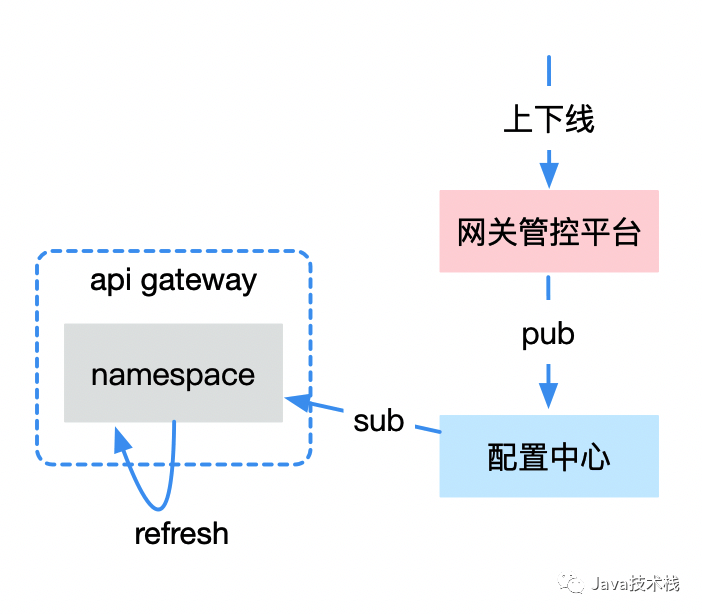 上下线
网关管控平台
api gateway
pub
namespace
sub
配置中心
refresh
Java技术栈